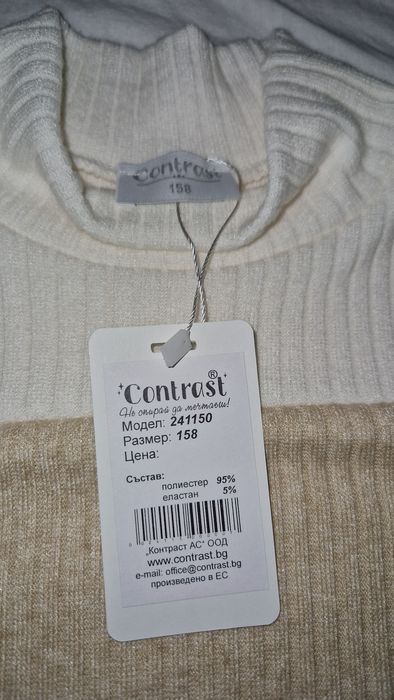 Contrast
158
Contrast®
Не спирай да мечтаеш!
Модел: 241150
Размер: 158
Цена:
Състав:
полиестер 95%
еластан 5%
„Контраст АС“ ООД
www.contrast.bg
e-mail: office@contrast.bg
произведено в ЕС